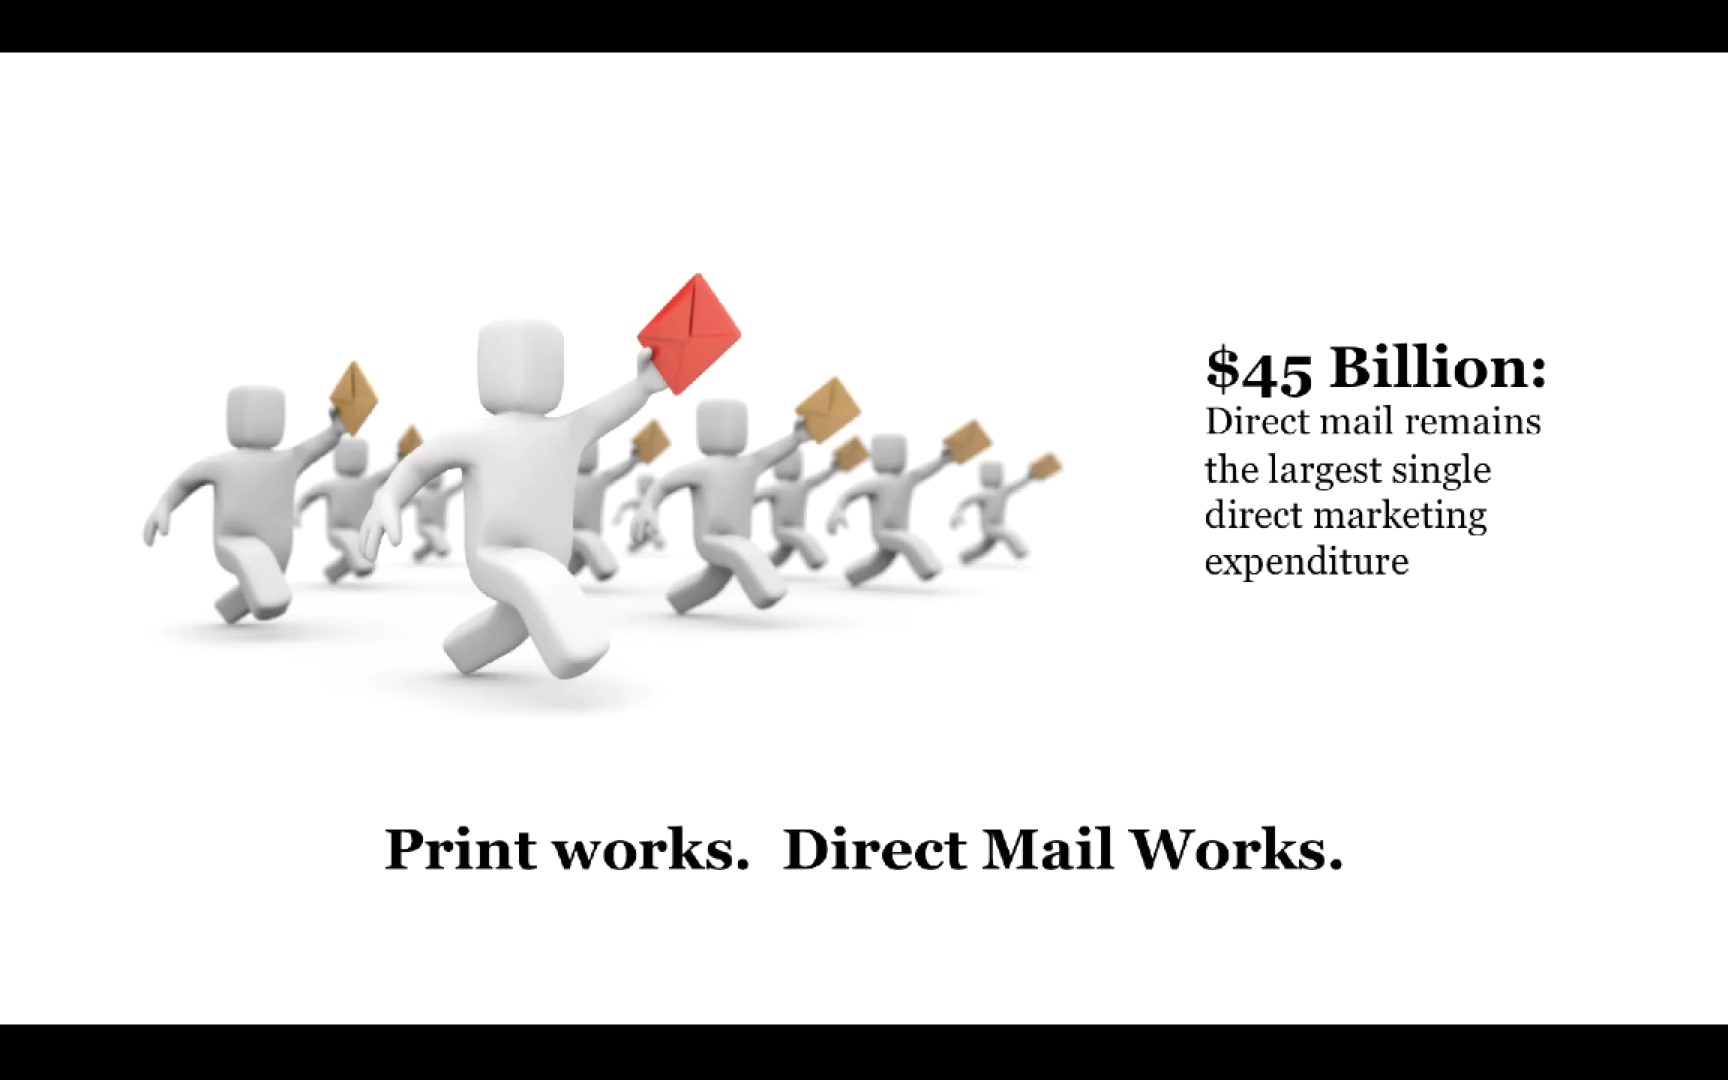 $45 Billion:
Direct mail remains
the largest single
direct marketing
expenditure
Print works.  Direct Mail Works.